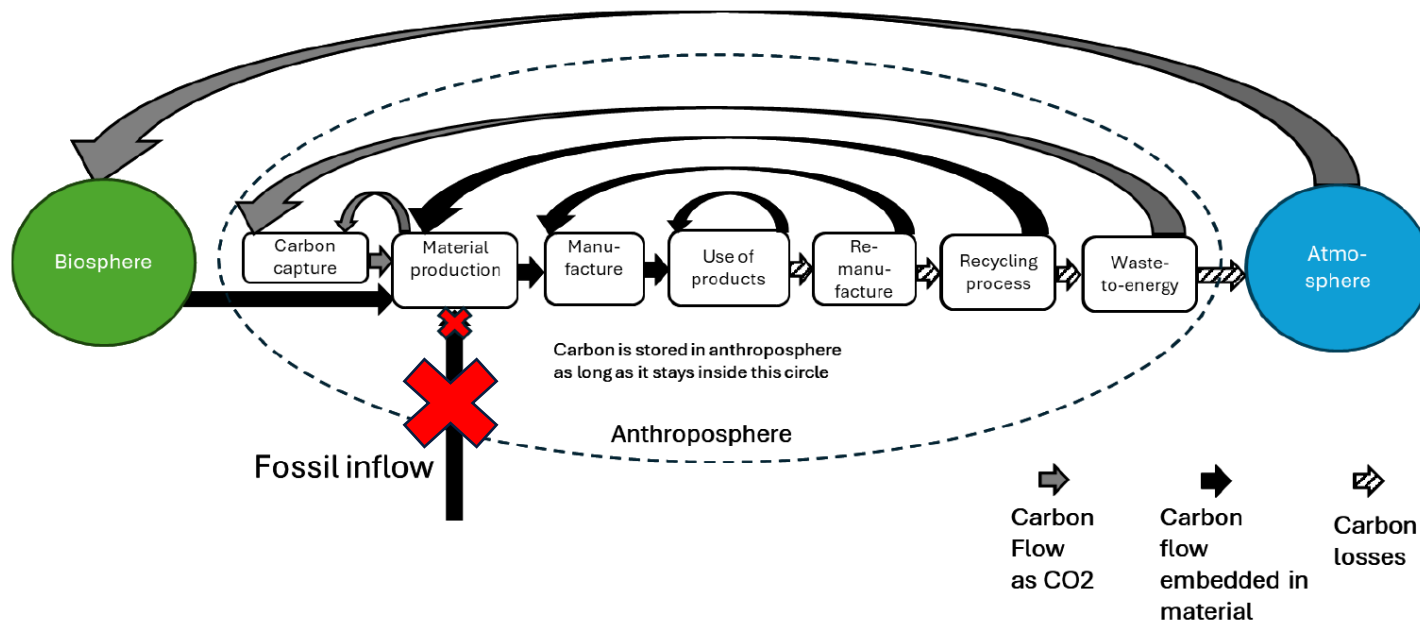 Biosphere
Carbon
capture
Material
production
Manu-
facture
Use of
products
Re-
manu-
facture
Recycling
process
Waste-
to-energy
Atmo-
sphere
Carbon is stored in anthroposphere
as long as it stays inside this circle
Anthroposphere
Fossil inflow
Carbon
Flow
as CO2
Carbon
flow
embedded in
material
Carbon
losses